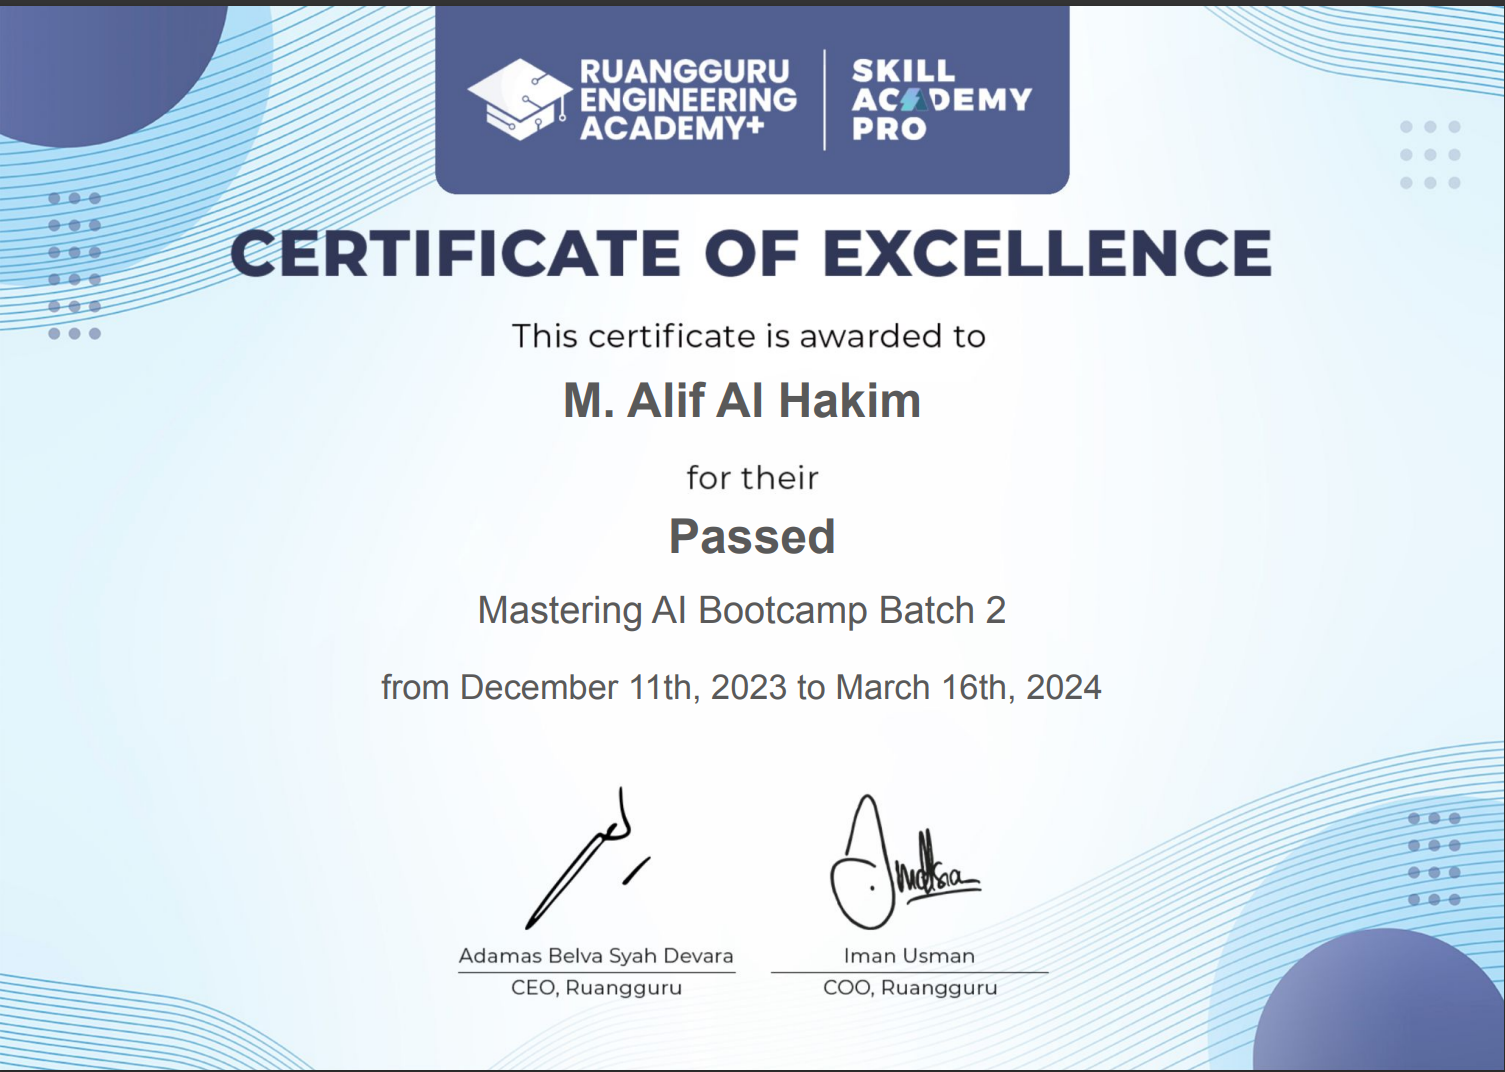 RUANGGURU
ENGINEERING
ACADEMY+
SKILL
ACADEMY
PRO
CERTIFICATE OF EXCELLENCE
This certificate is awarded to
M. Alif Al Hakim
for their
Passed
Mastering AI Bootcamp Batch 2
from December 11th, 2023 to March 16th, 2024
Adamas Belva Syah Devara
CEO, Ruangguru
Iman Usman
COO, Ruangguru